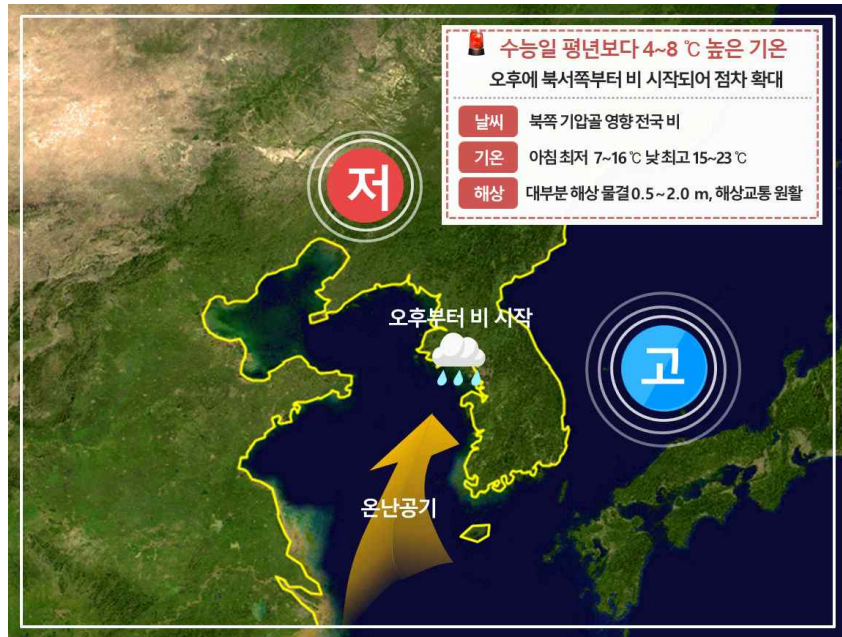 수능일 평년보다 4~8 ℃ 높은 기온
오후에 북서쪽부터 비 시작되어 점차 확대
날씨 북쪽 기압골 영향 전국 비
기온 아침 최저 7~16 ℃ 낮 최고 15~23 ℃
해상 대부분 해상 물결 0.5~2.0 m, 해상교통 원활
저
오후부터 비 시작
고
온난공기